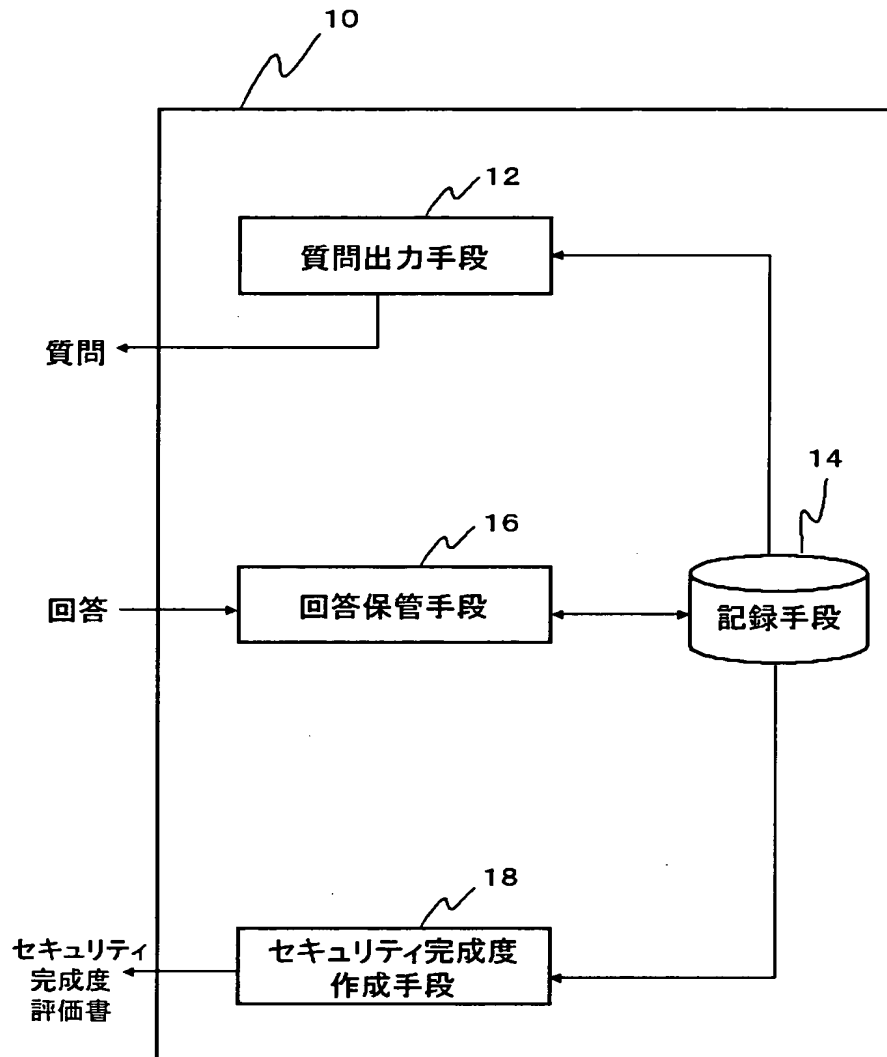 10
12
質問出力手段
質問
14
16
回答
回答保管手段
記録手段
18
セキュリティ
完成度
評価書
セキュリティ完成度
作成手段